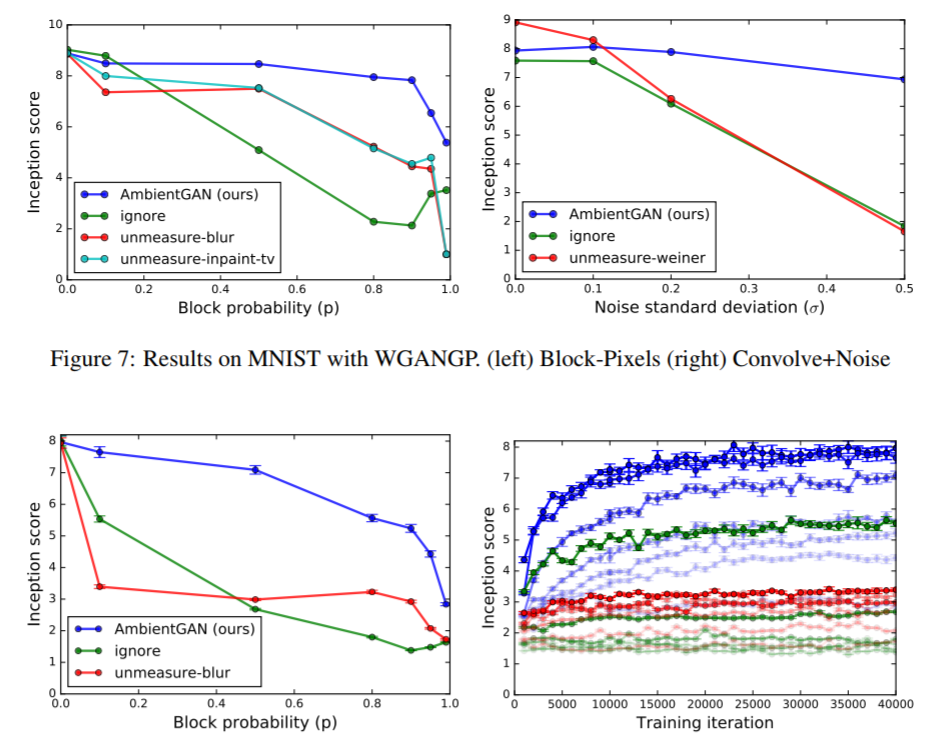 10
8
6
4
2
0
0.0 0.2 0.4 0.6 0.8 1.0
Inception score
Block probability (p)
AmbientGAN (ours)
ignore
unmeasure-blur
unmeasure-inpaint-tv
9
8
7
6
5
4
3
2
1
0
0.0 0.1 0.2 0.3 0.4 0.5
Inception score
Noise standard deviation (σ)
AmbientGAN (ours)
ignore
unmeasure-weiner
Figure 7: Results on MNIST with WGANGP. (left) Block-Pixels (right) Convolve+Noise
8
7
6
5
4
3
2
1
0
0.0 0.2 0.4 0.6 0.8 1.0
Inception score
Block probability (p)
AmbientGAN (ours)
ignore
unmeasure-blur
8
7
6
5
4
3
2
1
0
0 5000 10000 15000 20000 25000 30000 35000 40000
Inception score
Training iteration